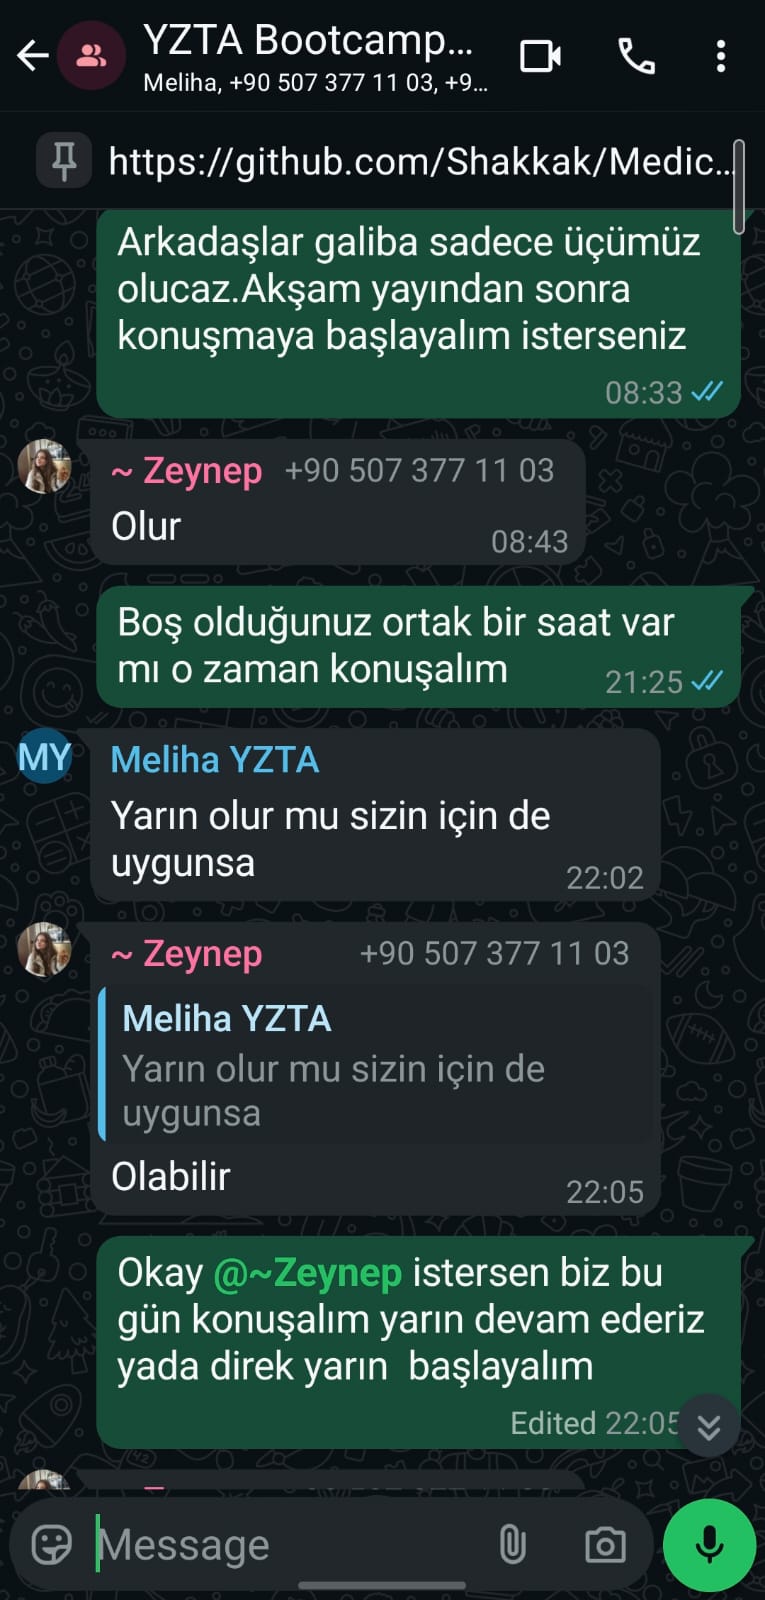 YZTA Bootcamp...
Meliha, +90 507 377 11 03, +9...
https://github.com/Shakkak/Medic...
Arkadaşlar galiba sadece üçümüz
olucaz.Akşam yayından sonra
konuşmaya başlayalım isterseniz
08:33
~ Zeynep +90 507 377 11 03
Olur
08:43
Boş olduğunuz ortak bir saat var
mı o zaman konuşalım
21:25
MY
Meliha YZTA
Yarın olur mu sizin için de
uygunsa
22:02
~ Zeynep +90 507 377 11 03
Meliha YZTA
Yarın olur mu sizin için de
uygunsa
Olabilir
22:05
Okay @~Zeynep istersen biz bu
gün konuşalım yarın devam ederiz
yada direk yarın  başlayalım
Edited 22:05
Message